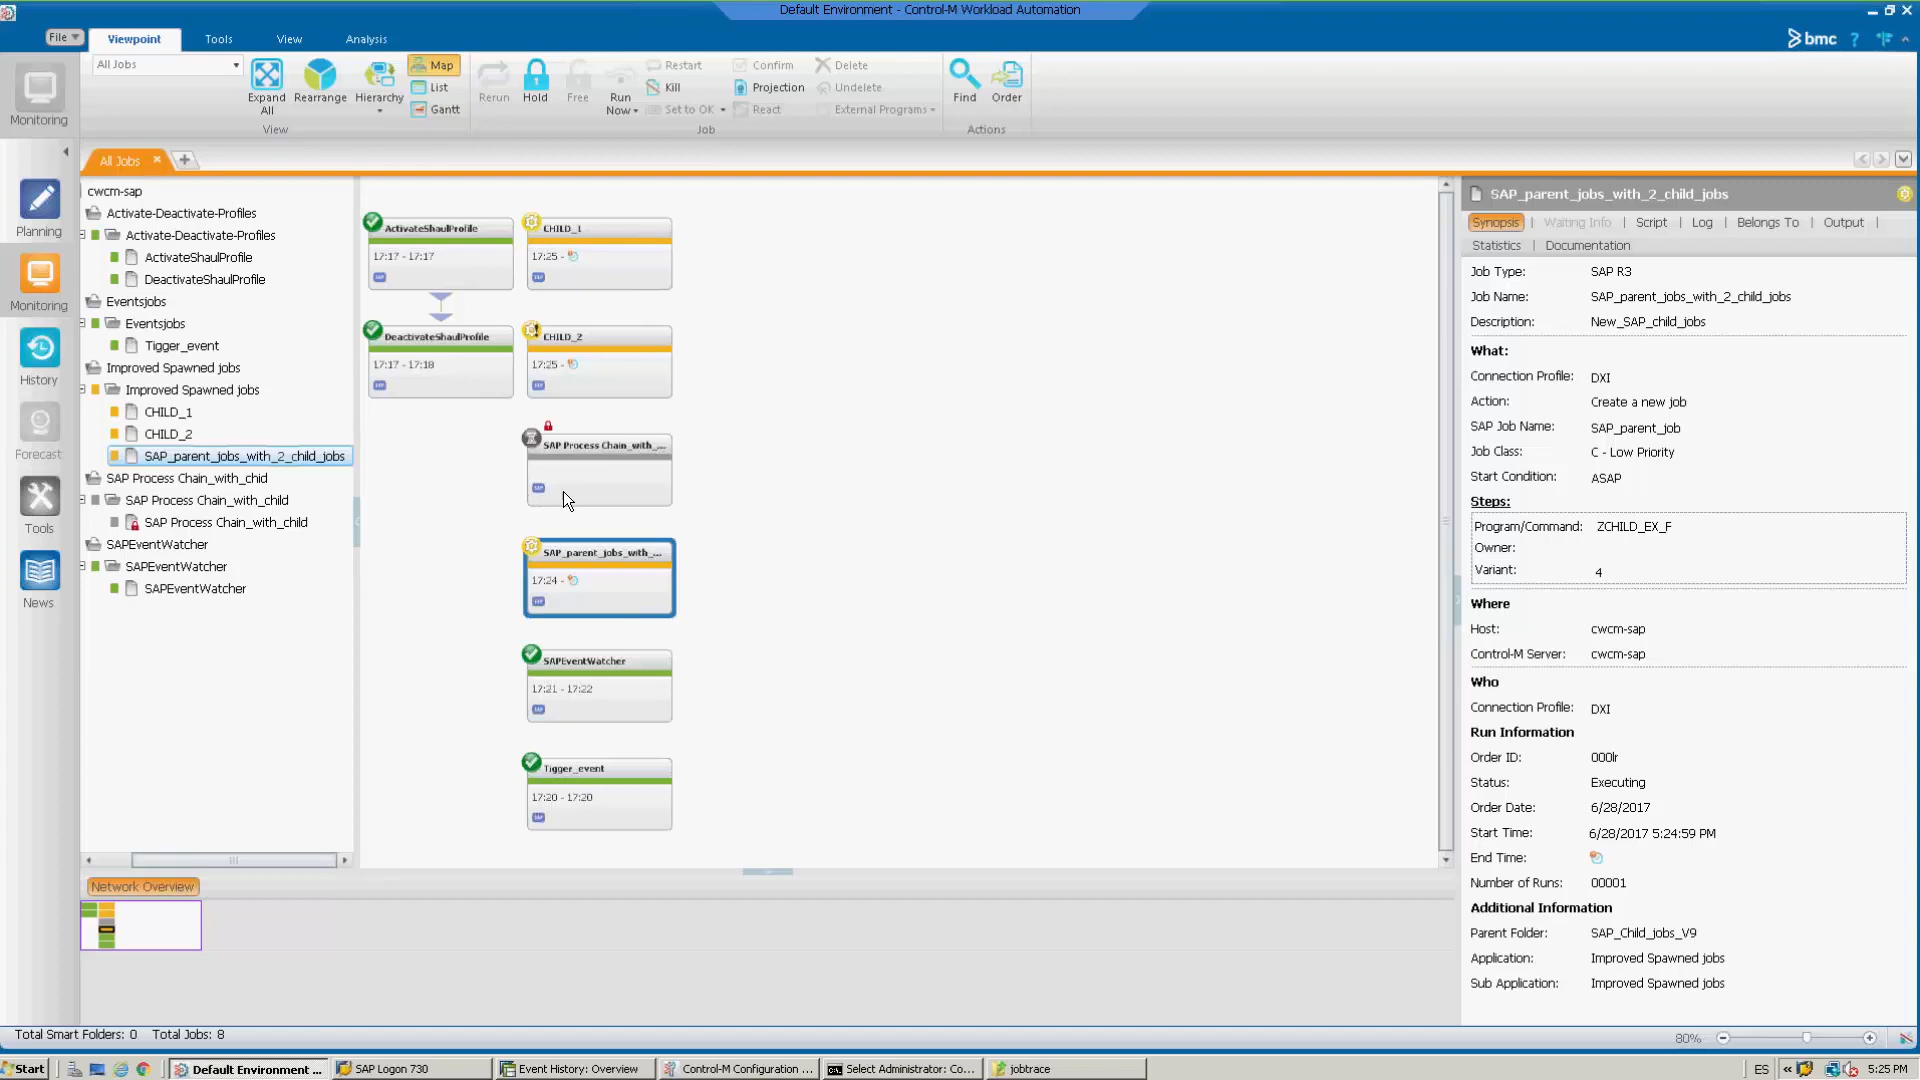 Default Environment - Control-M Workload Automation
File
Viewpoint
Tools
View
Analysis
bmc
?
All Jobs
Expand All
Rearrange
Hierarchy
Map
List
Gantt
View
Rerun
Hold
Free
Run Now
Restart
Kill
Set to OK
Confirm
Projection
React
Delete
Undelete
External Programs
Job
Find
Order
Actions
Monitoring
Planning
Monitoring
History
Forecast
Tools
News
All Jobs
cwcm-sap
Activate-Deactivate-Profiles
Activate-Deactivate-Profiles
ActivateShaulProfile
DeactivateShaulProfile
Eventsjobs
Eventsjobs
Tigger_event
Improved Spawned jobs
Improved Spawned jobs
CHILD_1
CHILD_2
SAP_parent_jobs_with_2_child_jobs
SAP Process Chain_with_chid
SAP Process Chain_with_child
SAP Process Chain_with_child
SAPEventWatcher
SAPEventWatcher
SAPEventWatcher
ActivateShaulProfile
17:17 - 17:17
CHILD_1
17:25 -
DeactivateShaulProfile
17:17 - 17:18
CHILD_2
17:25 -
SAP Process Chain_with_...
SAP_parent_jobs_with_...
17:24 -
SAPEventWatcher
17:21 - 17:22
Tigger_event
17:20 - 17:20
SAP_parent_jobs_with_2_child_jobs
Synopsis | Waiting Info | Script | Log | Belongs To | Output |
Statistics | Documentation
Job Type: SAP R3
Job Name: SAP_parent_jobs_with_2_child_jobs
Description: New_SAP_child_jobs
What:
Connection Profile: DXI
Action: Create a new job
SAP Job Name: SAP_parent_job
Job Class: C - Low Priority
Start Condition: ASAP
Steps:
Program/Command: ZCHILD_EX_F
Owner:
Variant: 4
Where
Host: cwcm-sap
Control-M Server: cwcm-sap
Who
Connection Profile: DXI
Run Information
Order ID: 000lr
Status: Executing
Order Date: 6/28/2017
Start Time: 6/28/2017 5:24:59 PM
End Time:
Number of Runs: 00001
Additional Information
Parent Folder: SAP_Child_jobs_V9
Application: Improved Spawned jobs
Sub Application: Improved Spawned jobs
Network Overview
Total Smart Folders: 0 Total Jobs: 8
80%
Start
Default Environment ...
SAP Logon 730
Event History: Overview
Control-M Configuration ...
Select Administrator: Co...
jobtrace
ES
5:25 PM